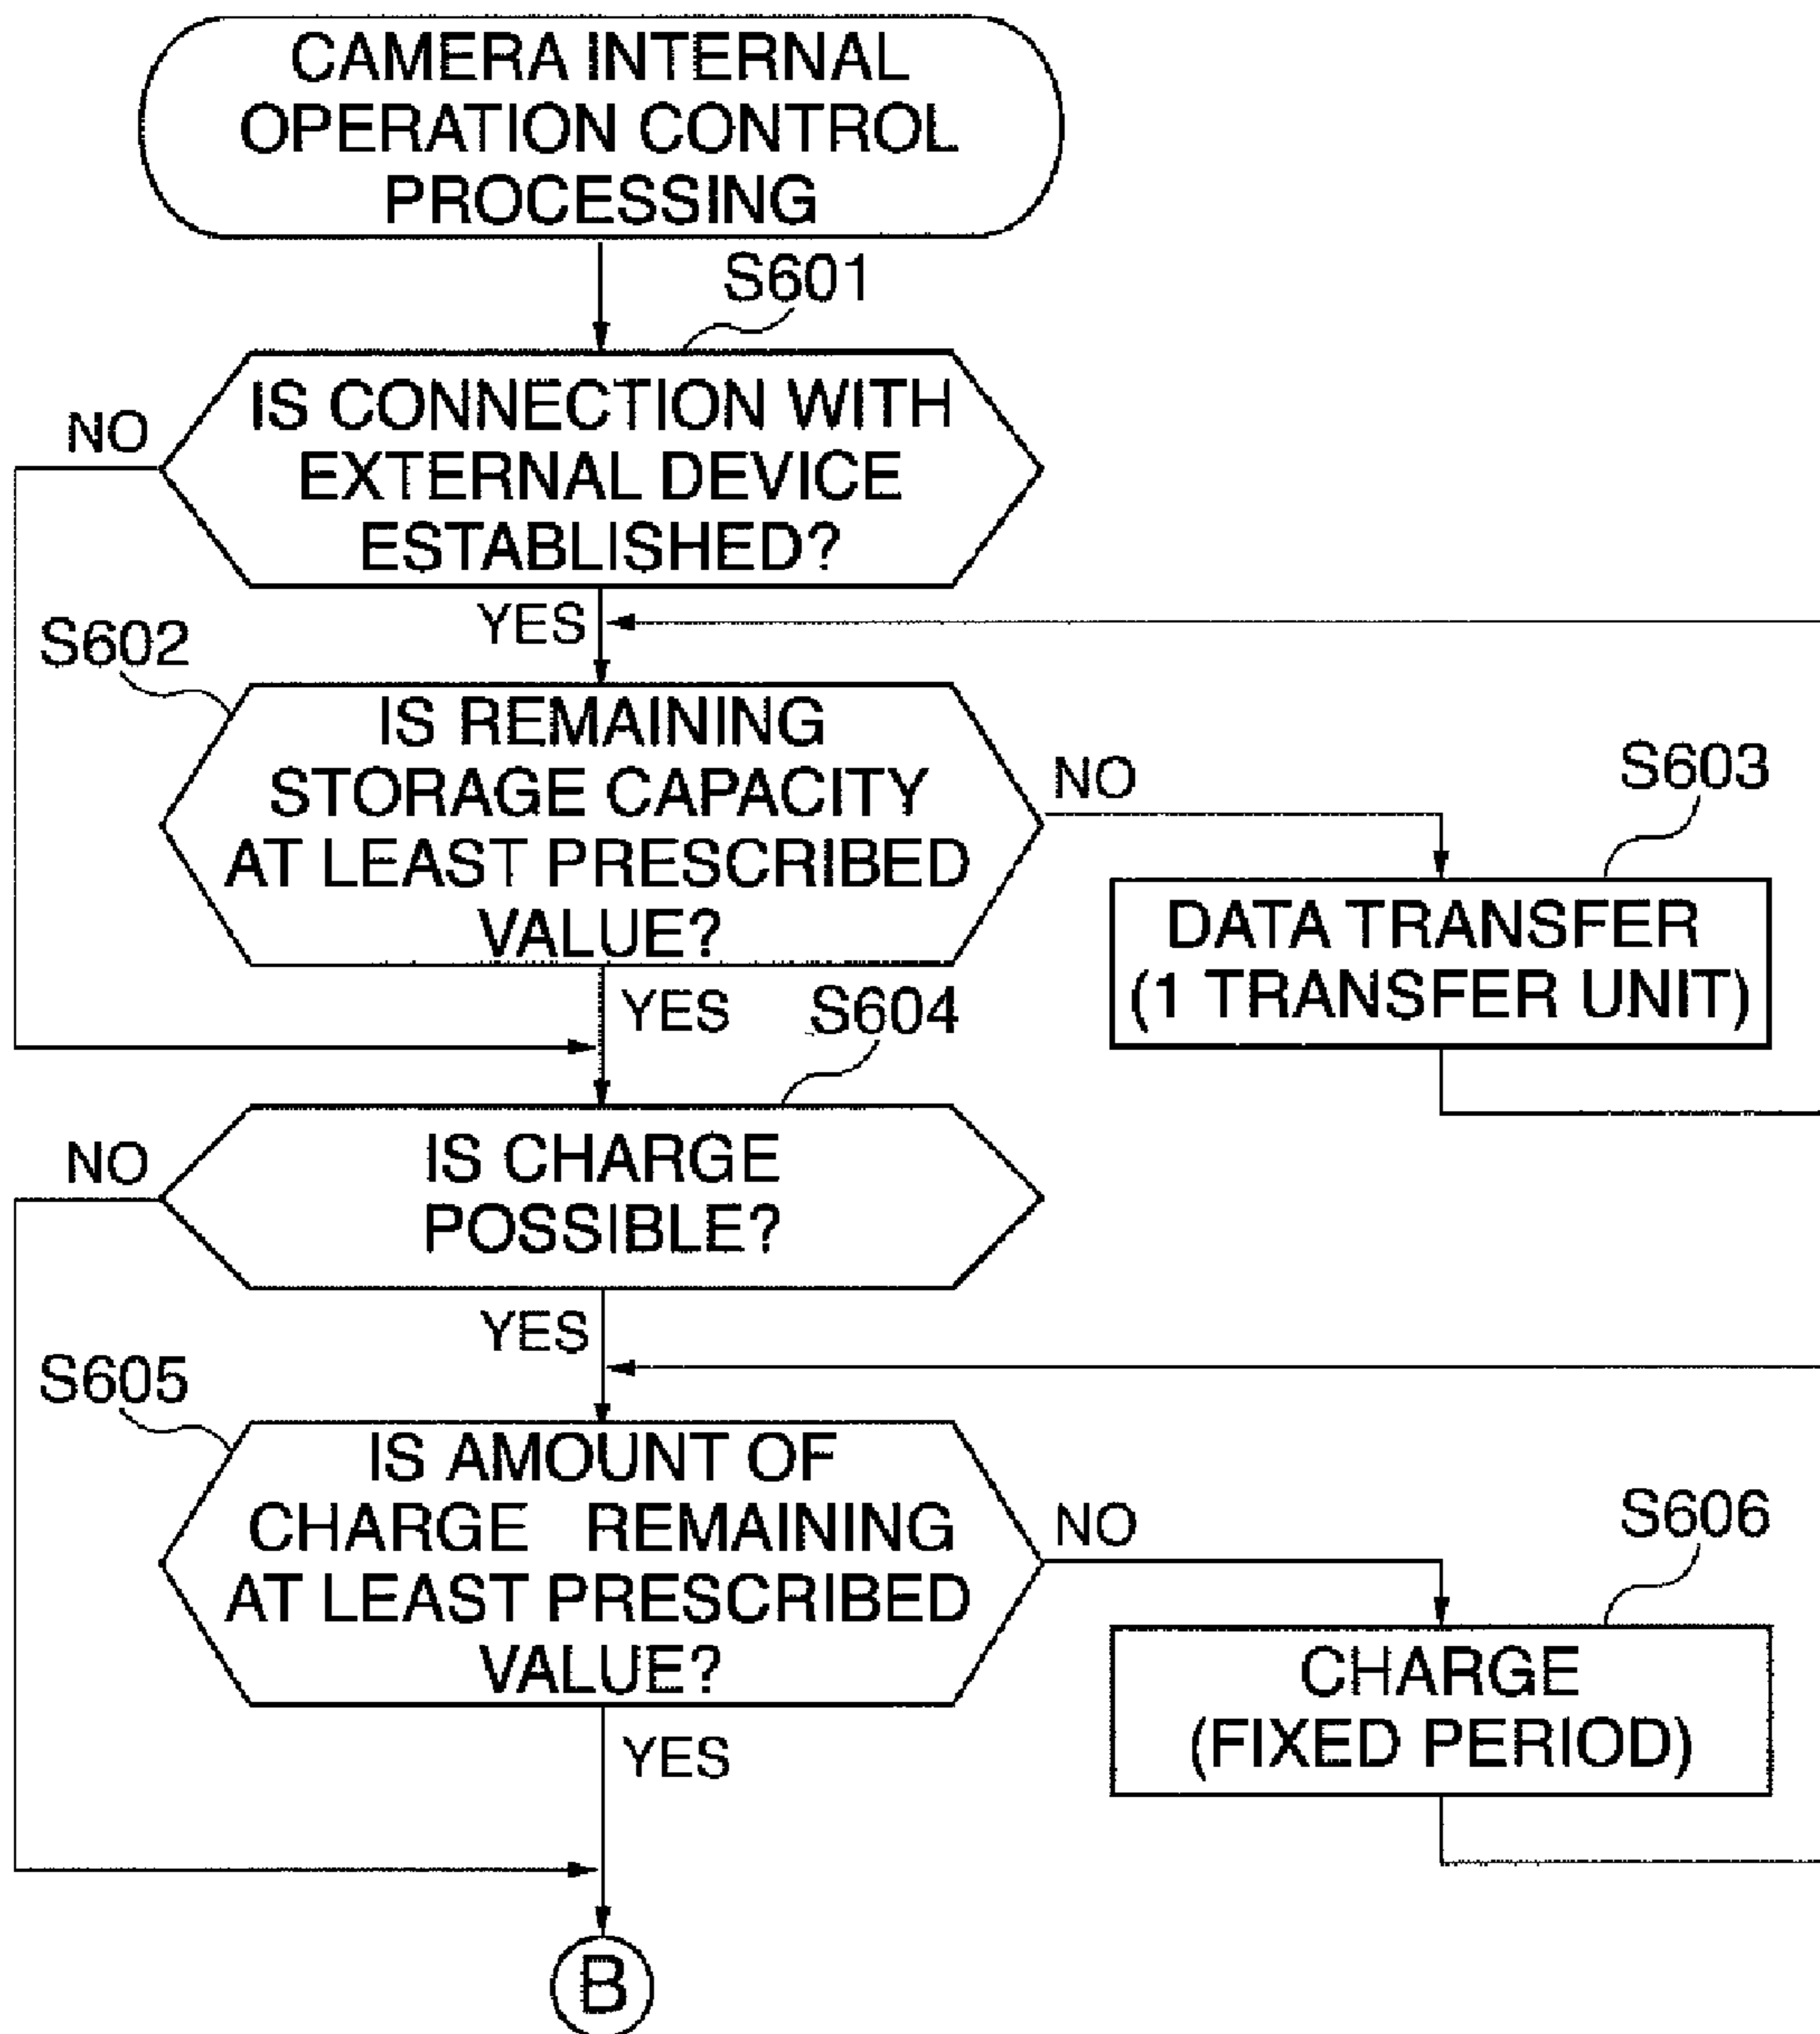 CAMERA INTERNAL
OPERATION CONTROL
PROCESSING
S601
IS CONNECTION WITH
EXTERNAL DEVICE
ESTABLISHED?
NO
YES
S602
IS REMAINING
STORAGE CAPACITY
AT LEAST PRESCRIBED
VALUE?
NO
S603
DATA TRANSFER
(1 TRANSFER UNIT)
YES
S604
IS CHARGE
POSSIBLE?
NO
YES
S605
IS AMOUNT OF
CHARGE REMAINING
AT LEAST PRESCRIBED
VALUE?
NO
S606
CHARGE
(FIXED PERIOD)
YES
B